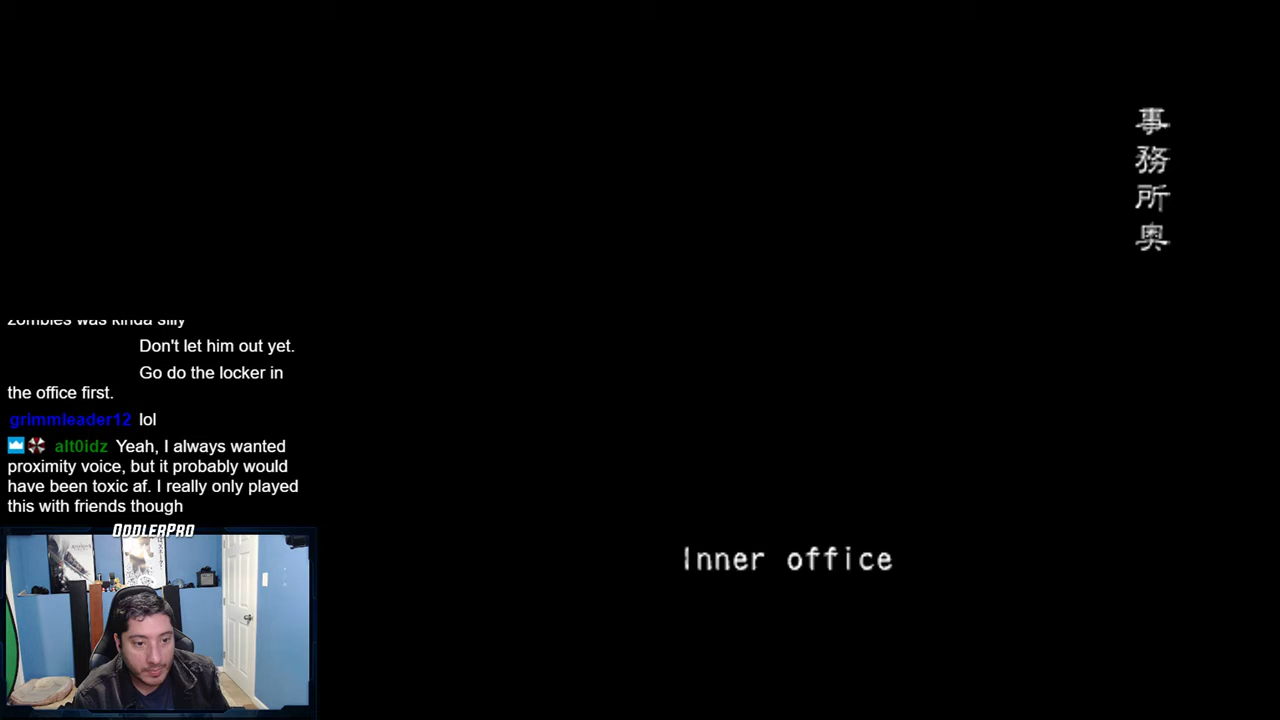 事務所奥
zombies was kinda silly
Don't let him out yet.
Go do the locker in
the office first.
grimmleader12 lol
alt0idz Yeah, I always wanted
proximity voice, but it probably would
have been toxic af. I really only played
this with friends though
ODDLERPRO
Inner office